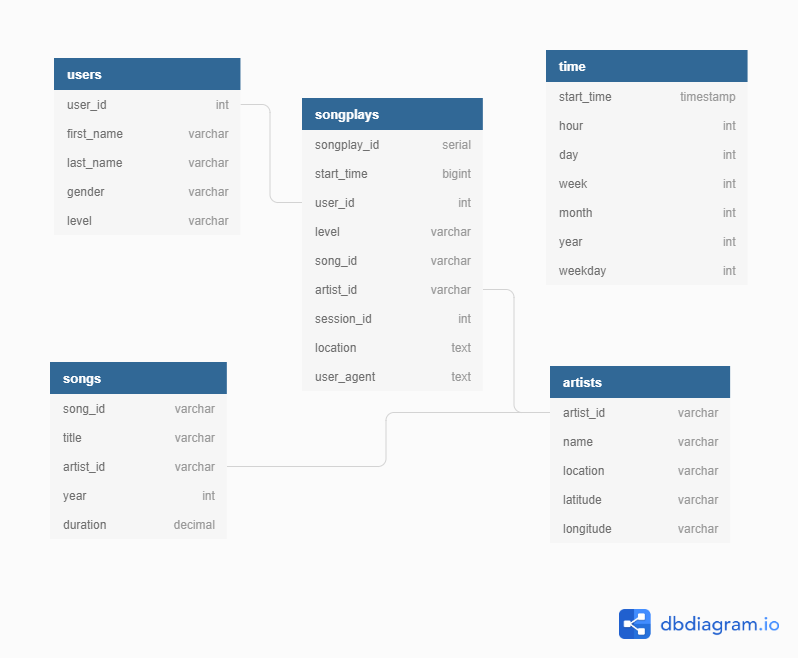 users
user_id int
first_name varchar
last_name varchar
gender varchar
level varchar
songplays
songplay_id serial
start_time bigint
user_id int
level varchar
song_id varchar
artist_id varchar
session_id int
location text
user_agent text
time
start_time timestamp
hour int
day int
week int
month int
year int
weekday int
songs
song_id varchar
title varchar
artist_id varchar
year int
duration decimal
artists
artist_id varchar
name varchar
location varchar
latitude varchar
longitude varchar
dbdiagram.io